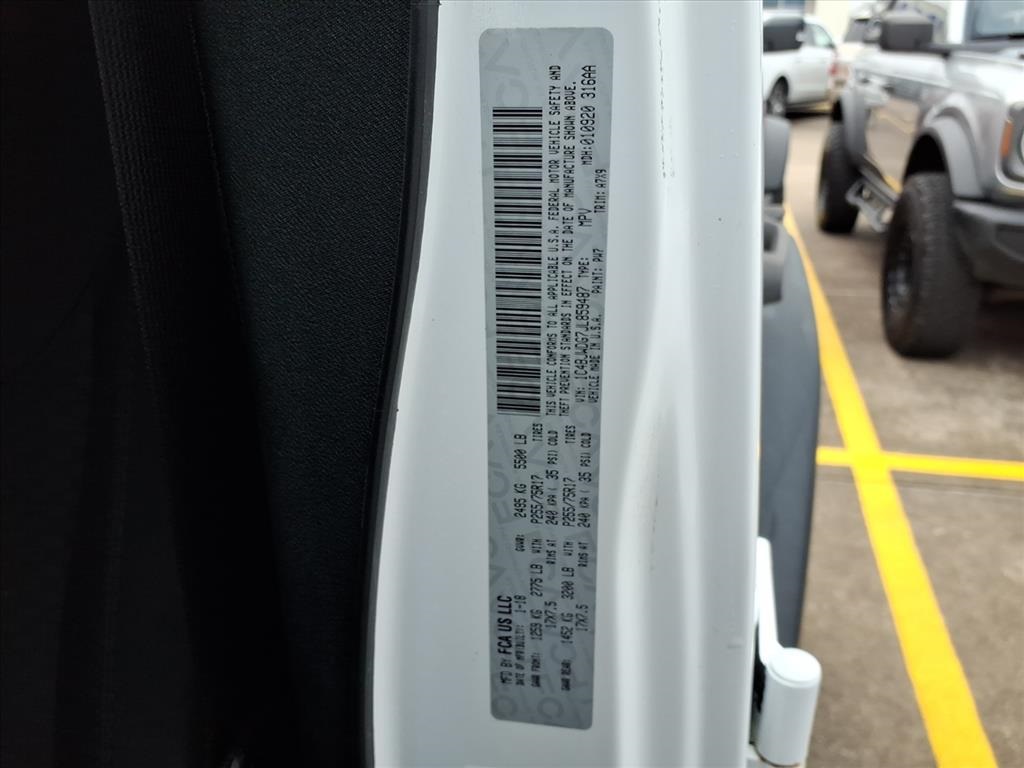 MFD BY FCA US LLC
DATE OF MFR/BUILT: 1-18 GVWR: 2495 KG 5500 LB
GAWR FRONT: 1259 KG 2775 LB WITH P255/75R17 TIRES
17X7.5 RIMS AT 240 KPA ( 35 PSI) COLD
GAWR REAR: 1452 KG 3200 LB WITH P255/75R17 TIRES
17X7.5 RIMS AT 240 KPA ( 35 PSI) COLD
THIS VEHICLE CONFORMS TO ALL APPLICABLE U.S.A. FEDERAL MOTOR VEHICLE SAFETY AND
THEFT PREVENTION STANDARDS IN EFFECT ON THE DATE OF MANUFACTURE SHOWN ABOVE.
VIN: 1C4BJWDG7JL859487 TYPE: MPV MDH:010920 316AA
VEHICLE MADE IN U.S.A. PAINT: PW7 TRIM: A7X9